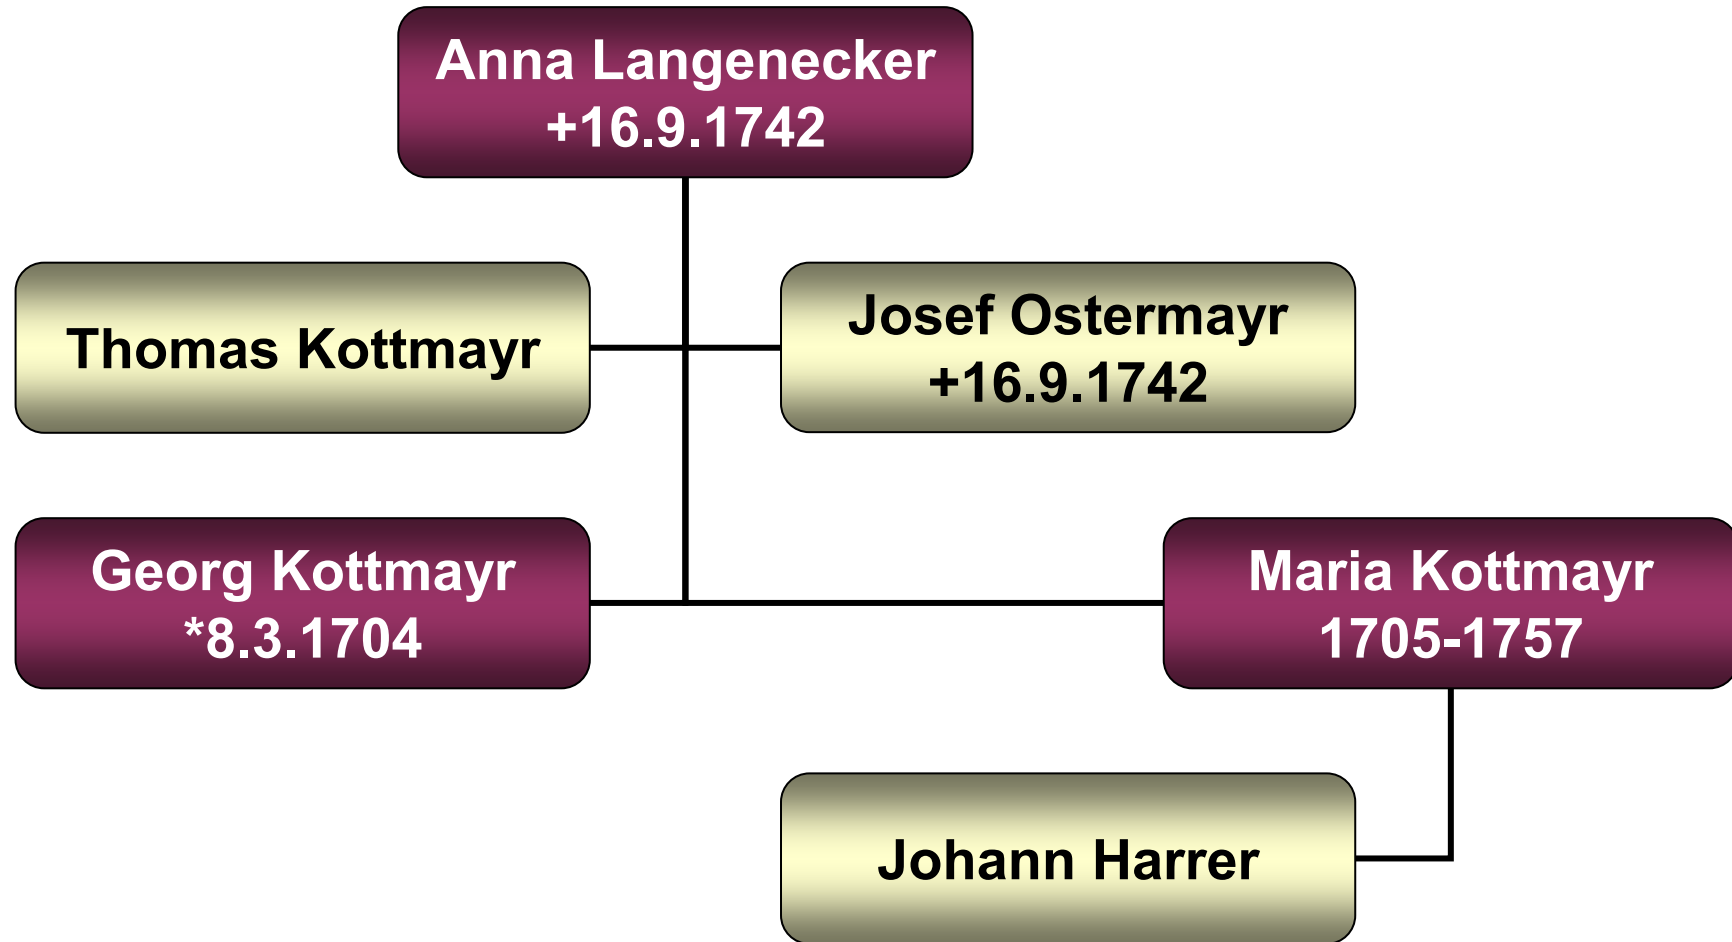 Anna Langenecker
+16.9.1742
Thomas Kottmayr
Josef Ostermayr
+16.9.1742
Georg Kottmayr
*8.3.1704
Maria Kottmayr
1705-1757
Johann Harrer